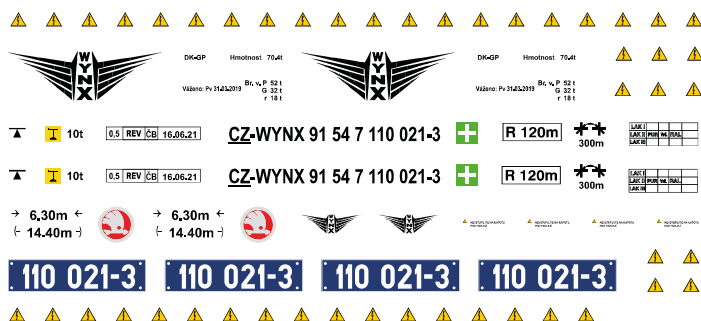 WYNX
DK-GP Hmotnost 70.4t
Váženo: Pv 31.03.2019
Br. v. P 52 t
G 32 t
r 18 t
WYNX
DK-GP Hmotnost 70.4t
Váženo: Pv 31.03.2019
Br. v. P 52 t
G 32 t
r 18 t
10t
0,5 REV ČB 16.06.21
CZ-WYNX 91 54 7 110 021-3
R 120m
300m
LAK I
LAK II PUR Vel. RAL
LAK III
10t
0,5 REV ČB 16.06.21
CZ-WYNX 91 54 7 110 021-3
R 120m
300m
LAK I
LAK II PUR Vel. RAL
LAK III
6.30m
14.40m
6.30m
14.40m
WYNX
WYNX
110 021-3
110 021-3
110 021-3
110 021-3